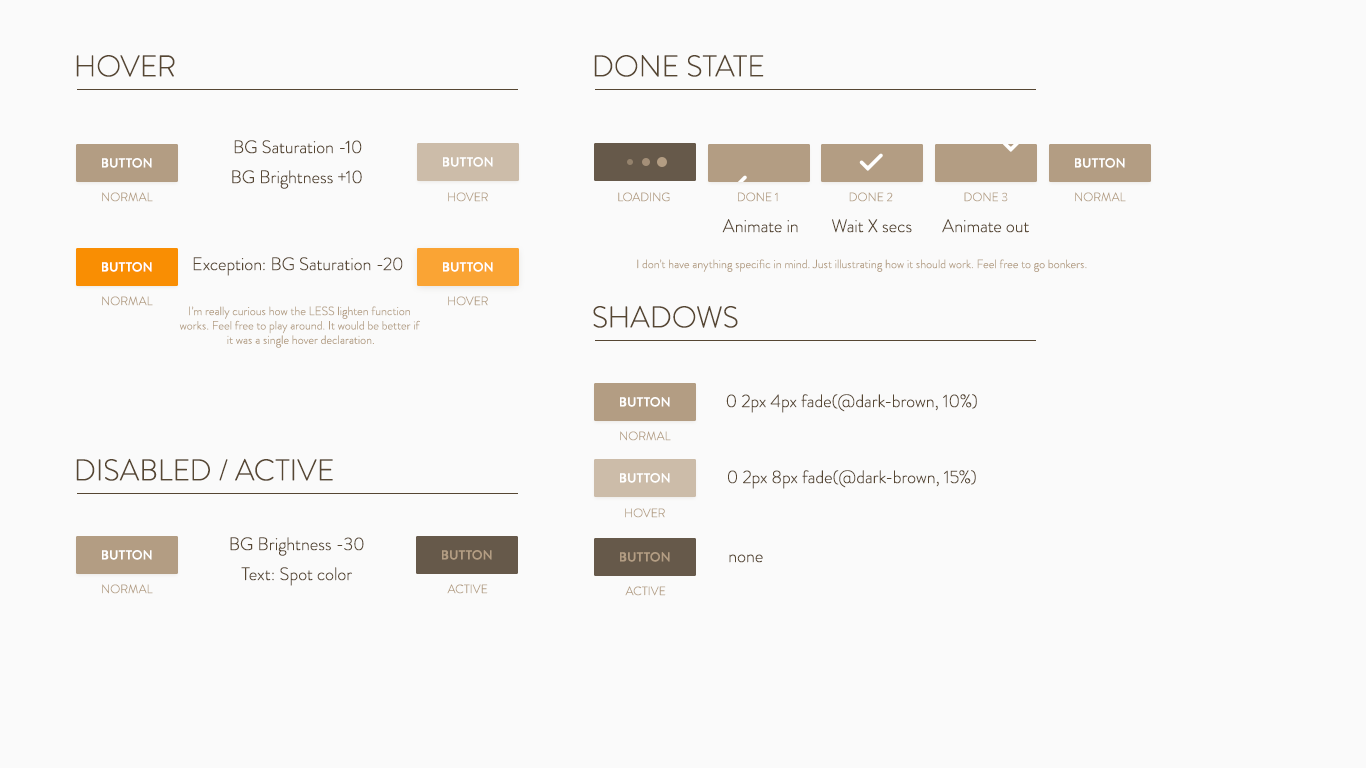 HOVER
BUTTON
NORMAL
BG Saturation -10
BG Brightness +10
BUTTON
HOVER
BUTTON
NORMAL
Exception: BG Saturation -20
BUTTON
HOVER
I'm really curious how the LESS lighten function
works. Feel free to play around. It would be better if
it was a single hover declaration.
DISABLED / ACTIVE
BUTTON
NORMAL
BG Brightness -30
Text: Spot color
BUTTON
ACTIVE
DONE STATE
LOADING
DONE 1
DONE 2
DONE 3
BUTTON
NORMAL
Animate in
Wait X secs
Animate out
I don't have anything specific in mind. Just illustrating how it should work. Feel free to go bonkers.
SHADOWS
BUTTON
NORMAL
0 2px 4px fade(@dark-brown, 10%)
BUTTON
HOVER
0 2px 8px fade(@dark-brown, 15%)
BUTTON
ACTIVE
none